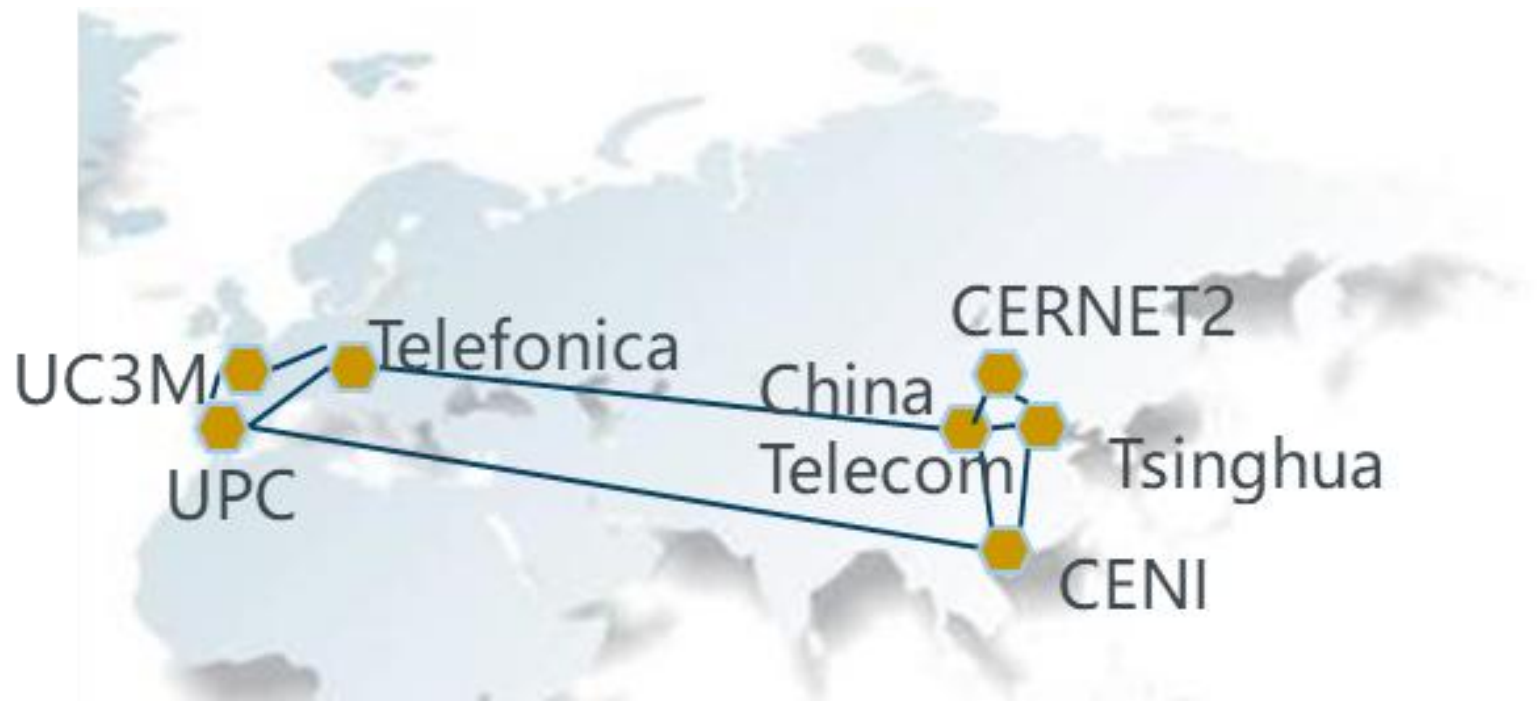 CERNET2
Telefonica
UC3M
China
Telecom
Tsinghua
UPC
CENI